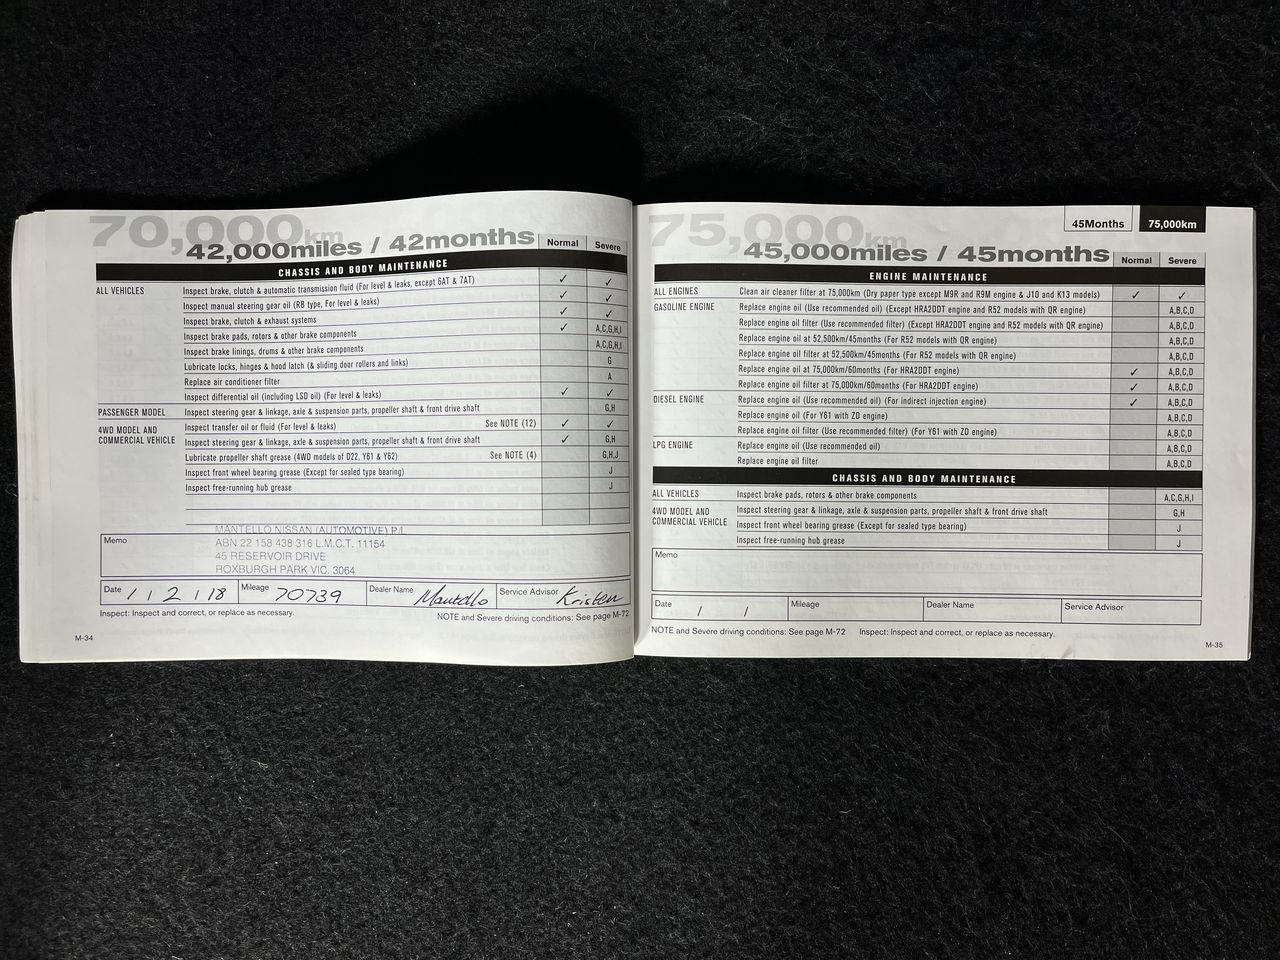 70,000km
42,000miles / 42months
Normal Severe
CHASSIS AND BODY MAINTENANCE
ALL VEHICLES Inspect brake, clutch & automatic transmission fluid (For level & leaks, except 6AT & 7AT) ✓ ✓
Inspect manual steering gear oil (RB type, For level & leaks) ✓ ✓
Inspect brake, clutch & exhaust systems ✓ ✓
Inspect brake pads, rotors & other brake components ✓ A,C,G,H,I
Inspect brake linings, drums & other brake components A,C,G,H,I
Lubricate locks, hinges & hood latch (& sliding door rollers and links) G
Replace air conditioner filter A
Inspect differential oil (including LSD oil) (For level & leaks) ✓ ✓
PASSENGER MODEL Inspect steering gear & linkage, axle & suspension parts, propeller shaft & front drive shaft G,H
4WD MODEL AND COMMERCIAL VEHICLE Inspect transfer oil or fluid (For level & leaks) See NOTE (12) ✓ ✓
Inspect steering gear & linkage, axle & suspension parts, propeller shaft & front drive shaft ✓ G,H
Lubricate propeller shaft grease (4WD models of D22, Y61 & Y62) See NOTE (4) G,H,J
Inspect front wheel bearing grease (Except for sealed type bearing) J
Inspect free-running hub grease J
Memo
MANTELLO NISSAN (AUTOMOTIVE) P/L
ABN 22 158 438 316 L.M.C.T. 11154
45 RESERVOIR DRIVE
ROXBURGH PARK VIC. 3064
Date 1 / 2 / 18 Mileage 70739 Dealer Name Mantello Service Advisor Kristen
Inspect: Inspect and correct, or replace as necessary. NOTE and Severe driving conditions: See page M-72
M-34
45Months 75,000km
75,000km
45,000miles / 45months
Normal Severe
ENGINE MAINTENANCE
ALL ENGINES Clean air cleaner filter at 75,000km (Dry paper type except M9R and R9M engine & J10 and K13 models) ✓ ✓
GASOLINE ENGINE Replace engine oil (Use recommended oil) (Except HRA2DDT engine and R52 models with QR engine) A,B,C,D
Replace engine oil filter (Use recommended filter) (Except HRA2DDT engine and R52 models with QR engine) A,B,C,D
Replace engine oil at 52,500km/45months (For R52 models with QR engine) A,B,C,D
Replace engine oil filter at 52,500km/45months (For R52 models with QR engine) A,B,C,D
Replace engine oil at 75,000km/60months (For HRA2DDT engine) ✓ A,B,C,D
Replace engine oil filter at 75,000km/60months (For HRA2DDT engine) ✓ A,B,C,D
DIESEL ENGINE Replace engine oil (Use recommended oil) (For indirect injection engine) ✓ A,B,C,D
Replace engine oil (For Y61 with ZD engine) A,B,C,D
Replace engine oil filter (Use recommended filter) (For Y61 with ZD engine) A,B,C,D
LPG ENGINE Replace engine oil (Use recommended oil) A,B,C,D
Replace engine oil filter A,B,C,D
CHASSIS AND BODY MAINTENANCE
ALL VEHICLES Inspect brake pads, rotors & other brake components A,C,G,H,I
4WD MODEL AND COMMERCIAL VEHICLE Inspect steering gear & linkage, axle & suspension parts, propeller shaft & front drive shaft G,H
Inspect front wheel bearing grease (Except for sealed type bearing) J
Inspect free-running hub grease J
Memo
Date / / Mileage Dealer Name Service Advisor
NOTE and Severe driving conditions: See page M-72 Inspect: Inspect and correct, or replace as necessary.
M-35